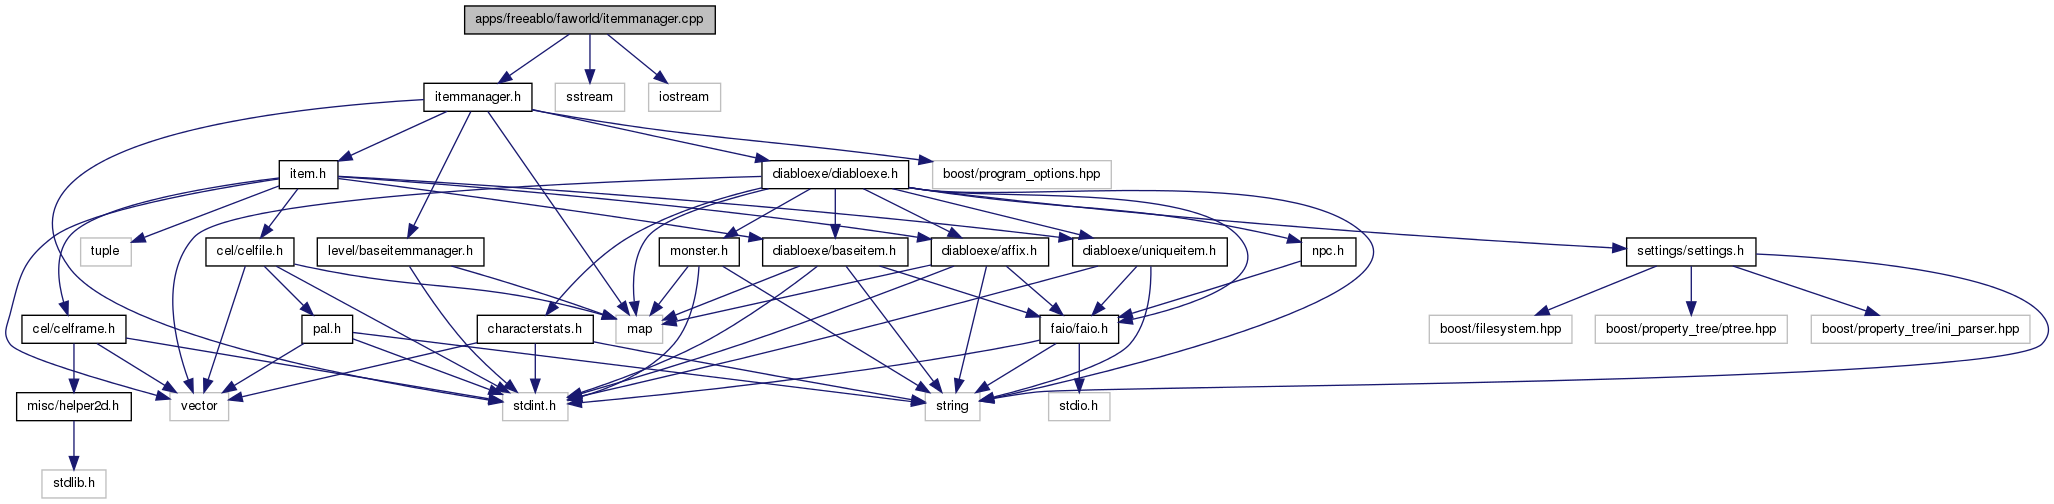 apps/freeablo/faworld/itemmanager.cpp
itemmanager.h
sstream
iostream
item.h
diabloexe/diabloexe.h
boost/program_options.hpp
tuple
cel/celfile.h
level/baseitemmanager.h
monster.h
diabloexe/baseitem.h
diabloexe/affix.h
diabloexe/uniqueitem.h
npc.h
settings/settings.h
cel/celframe.h
pal.h
characterstats.h
map
faio/faio.h
boost/filesystem.hpp
boost/property_tree/ptree.hpp
boost/property_tree/ini_parser.hpp
misc/helper2d.h
vector
stdint.h
string
stdio.h
stdlib.h